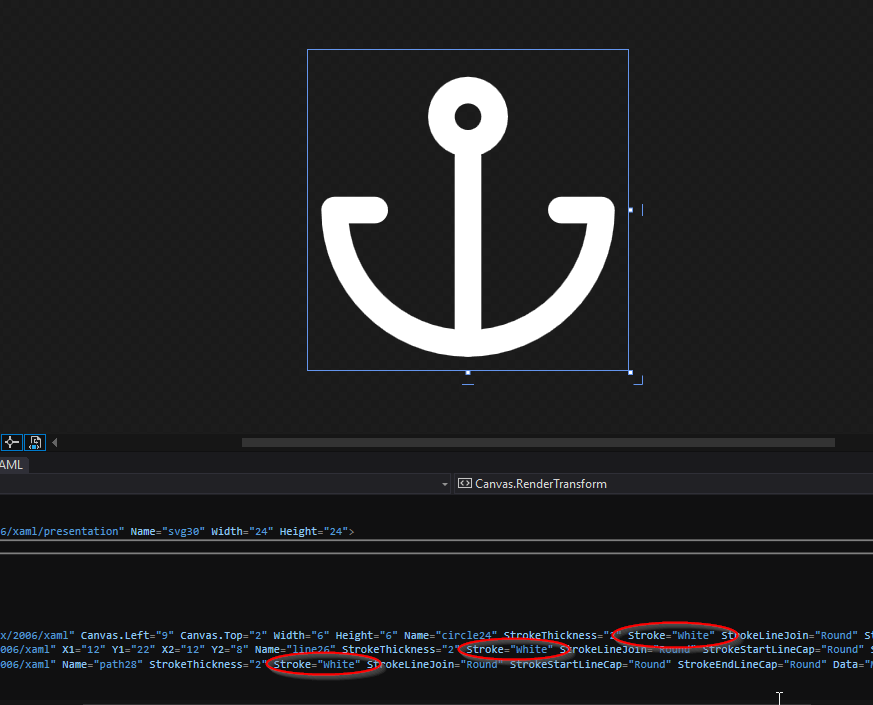 AML
Canvas.RenderTransform
6/xaml/presentation" Name="svg30" Width="24" Height="24">
x/2006/xaml" Canvas.Left="9" Canvas.Top="2" Width="6" Height="6" Name="circle24" StrokeThickness="2" Stroke="White" StrokeLineJoin="Round" St
006/xaml" X1="12" Y1="22" X2="12" Y2="8" Name="line26" StrokeThickness="2" Stroke="White" StrokeLineJoin="Round" StrokeStartLineCap="Round" S
006/xaml" Name="path28" StrokeThickness="2" Stroke="White" StrokeLineJoin="Round" StrokeStartLineCap="Round" StrokeEndLineCap="Round" Data="M